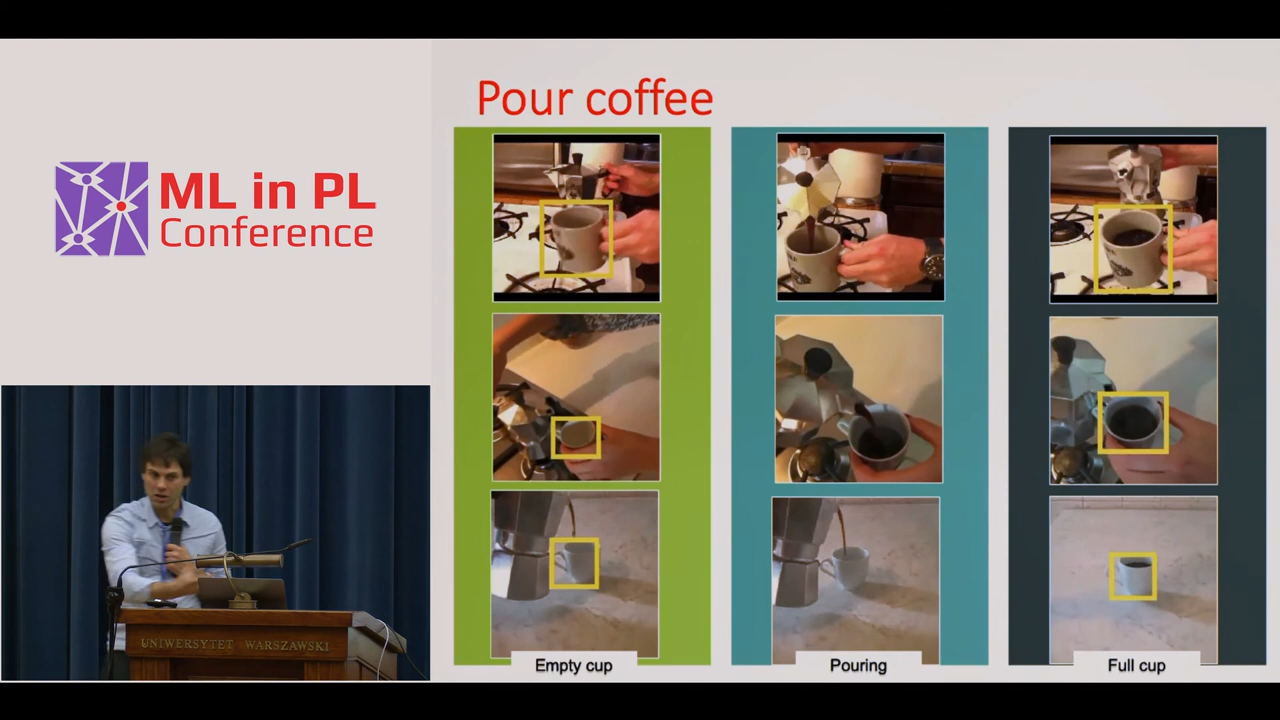 ML in PL
Conference
Pour coffee
Empty cup
Pouring
Full cup
UNIWERSYTET WARSZAWSKI